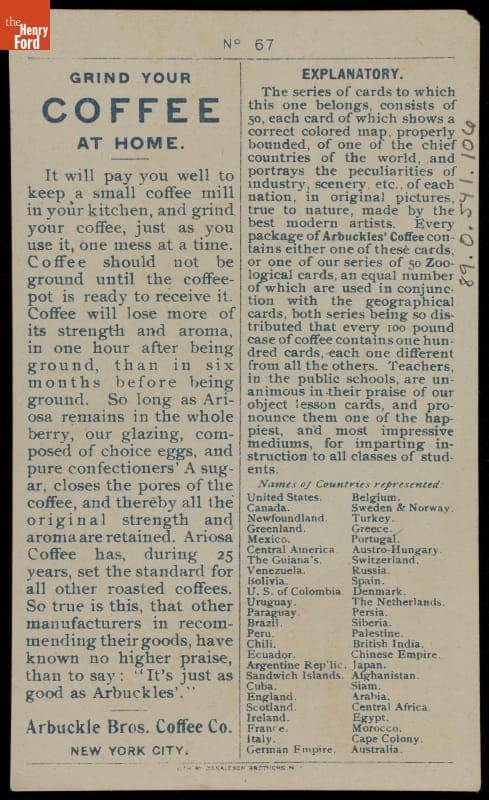 the
Henry
Ford
No 67
GRIND YOUR
COFFEE
AT HOME.
It will pay you well to
keep a small coffee mill
in your kitchen, and grind
your coffee, just as you
use it, one mess at a time.
Coffee should not be
ground until the coffee-
pot is ready to receive it.
Coffee will lose more of
its strength and aroma,
in one hour after being
ground, than in six
months before being
ground. So long as Ari-
osa remains in the whole
berry, our glazing, com-
posed of choice eggs, and
pure confectioners' A sug-
ar, closes the pores of the
coffee, and thereby all the
original strength and
aroma are retained. Ariosa
Coffee has, during 25
years, set the standard for
all other roasted coffees.
So true is this, that other
manufacturers in recom-
mending their goods, have
known no higher praise,
than to say: "It's just as
good as Arbuckles'."
Arbuckle Bros. Coffee Co.
NEW YORK CITY.
EXPLANATORY.
The series of cards to which
this one belongs, consists of
50, each card of which shows a
correct colored map, properly
bounded, of one of the chief
countries of the world, and
portrays the peculiarities of
industry, scenery, etc., of each
nation, in original pictures,
true to nature, made by the
best modern artists. Every
package of Arbuckles' Coffee con-
tains either one of these cards,
or one of our series of 50 Zoo-
logical cards, an equal number
of which are used in conjunc-
tion with the geographical
cards, both series being so dis-
tributed that every 100 pound
case of coffee contains one hun-
dred cards, each one different
from all the others. Teachers,
in the public schools, are un-
animous in their praise of our
object lesson cards, and pro-
nounce them one of the hap-
piest, and most impressive
mediums, for imparting in-
struction to all classes of stud-
ents.
Names of Countries represented:
United States. Belgium.
Canada. Sweden & Norway.
Newfoundland. Turkey.
Greenland. Greece.
Mexico. Portugal.
Central America. Austro-Hungary.
The Guiana's. Switzerland.
Venezuela. Russia.
Bolivia. Spain.
U. S. of Colombia. Denmark.
Uruguay. The Netherlands.
Paraguay. Persia.
Brazil. Siberia.
Peru. Palestine.
Chili. British India.
Ecuador. Chinese Empire.
Argentine Rep'lic. Japan.
Sandwich Islands. Afghanistan.
Cuba. Siam.
England. Arabia.
Scotland. Central Africa.
Ireland. Egypt.
France. Morocco.
Italy. Cape Colony.
German Empire. Australia.
LITH BY DONALDSON BROTHERS, N.Y.
89.0.541.106